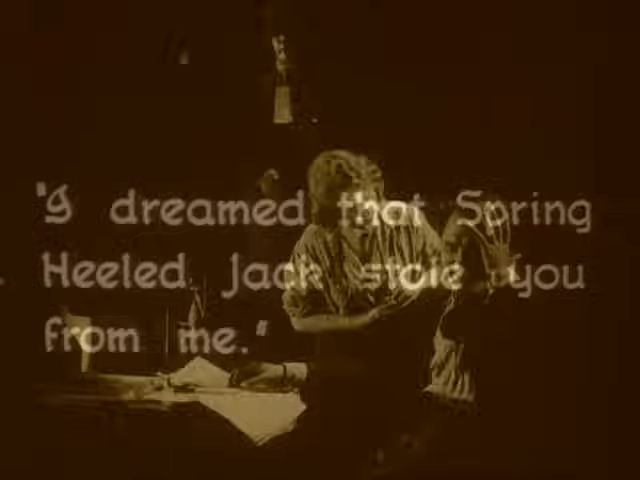 "I dreamed that Spring
Heeled Jack stole you
from me."